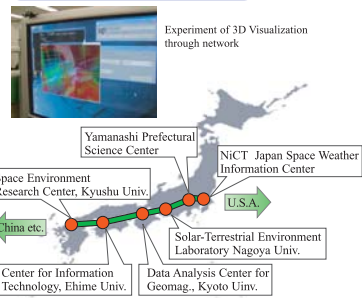 Experiment of 3D Visualization
through network
Yamanashi Prefectural
Science Center
NiCT Japan Space Weather
Information Center
Space Environment
Research Center, Kyushu Univ.
U.S.A.
China etc.
Solar-Terrestrial Environment
Laboratory Nagoya Univ.
Center for Information
Technology, Ehime Univ.
Data Analysis Center for
Geomag., Kyoto Uinv.